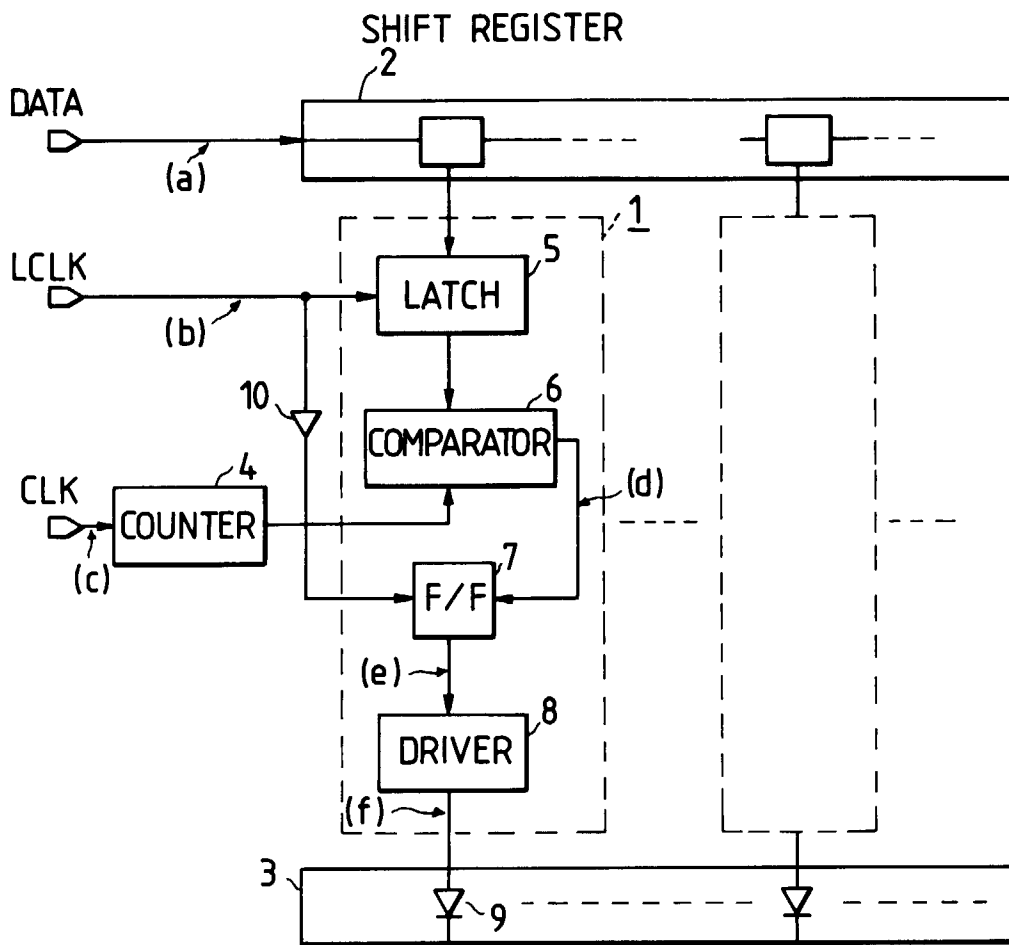 SHIFT REGISTER
2
DATA
(a)
1
LCLK
5
LATCH
(b)
10
6
COMPARATOR
4
CLK
(d)
COUNTER
(c)
7
F/F
(e)
8
DRIVER
(f)
3
9